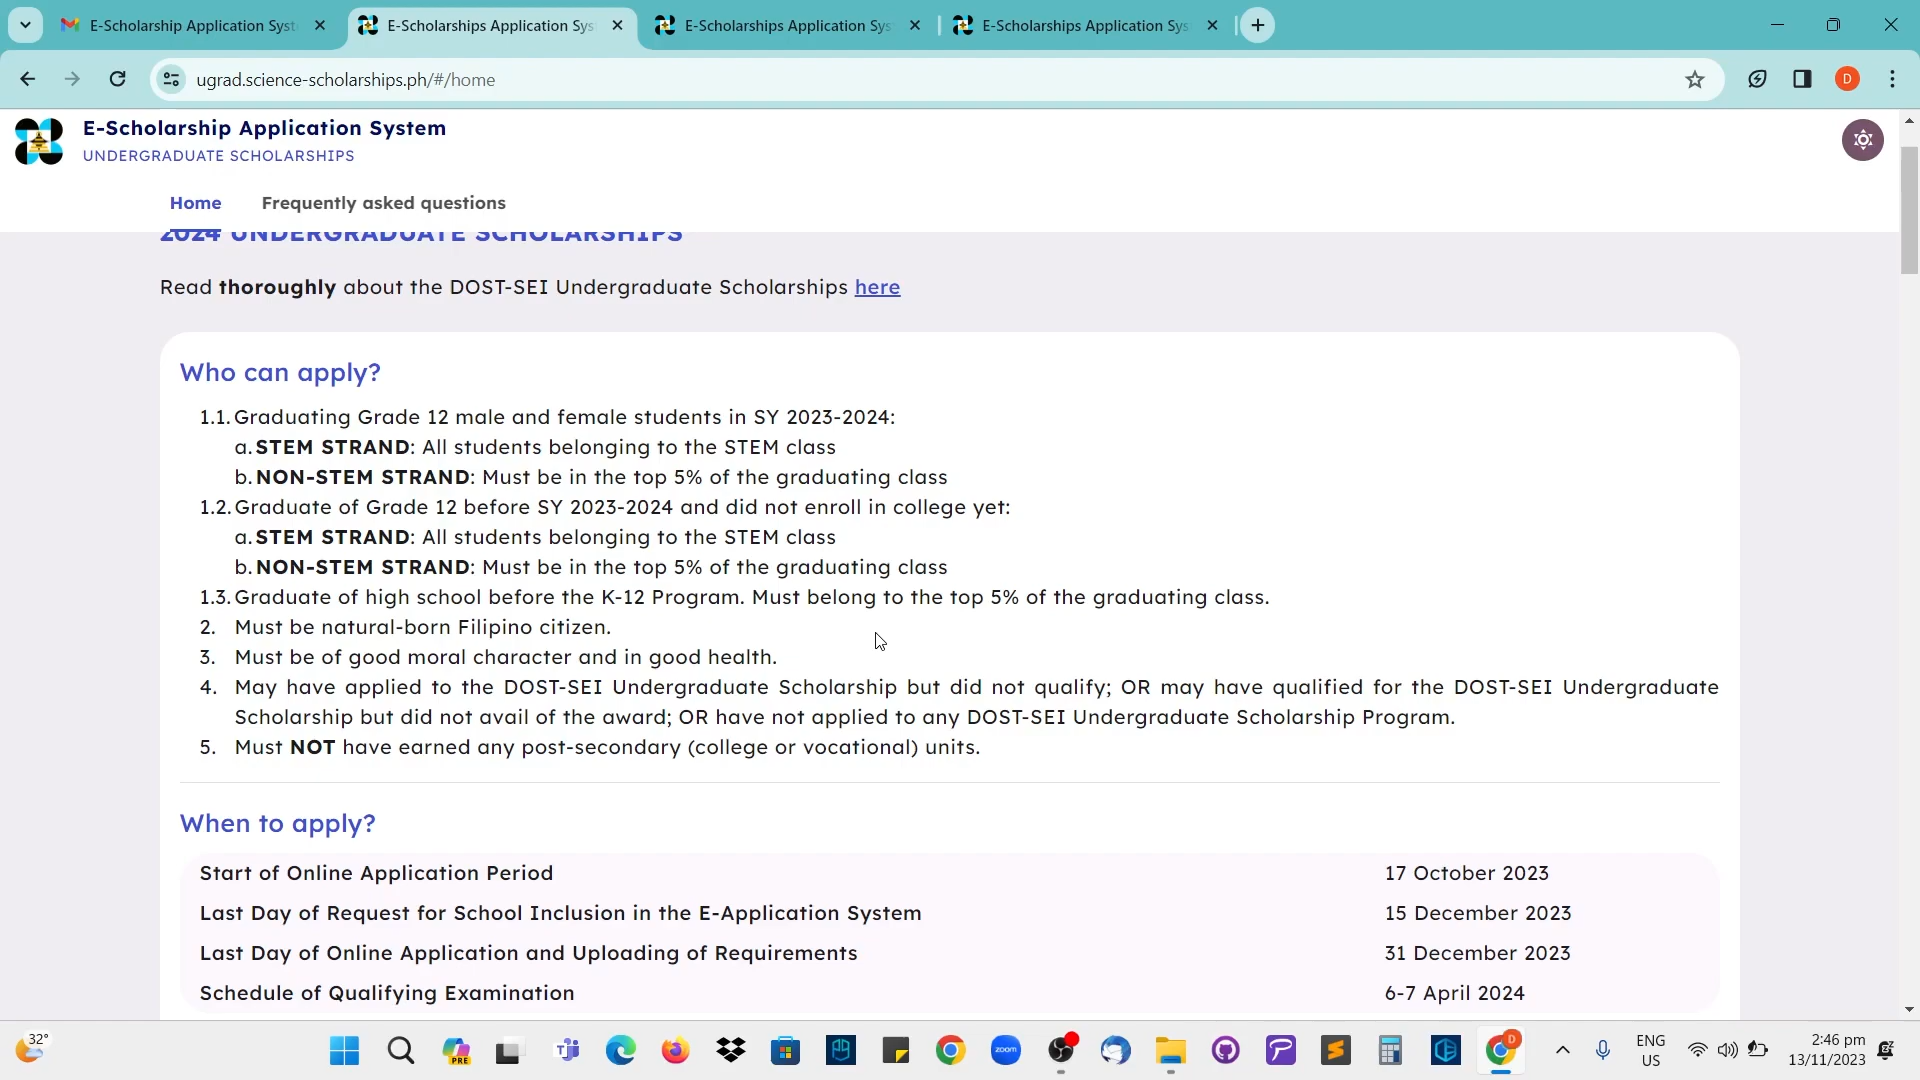 E-Scholarship Application Syst
E-Scholarships Application Sys
E-Scholarships Application Sys
E-Scholarships Application Sys
ugrad.science-scholarships.ph/#/home
D
E-Scholarship Application System
UNDERGRADUATE SCHOLARSHIPS
Home
Frequently asked questions
2024 UNDERGRADUATE SCHOLARSHIPS
Read thoroughly about the DOST-SEI Undergraduate Scholarships here
Who can apply?
1.1. Graduating Grade 12 male and female students in SY 2023-2024:
a. STEM STRAND: All students belonging to the STEM class
b. NON-STEM STRAND: Must be in the top 5% of the graduating class
1.2. Graduate of Grade 12 before SY 2023-2024 and did not enroll in college yet:
a. STEM STRAND: All students belonging to the STEM class
b. NON-STEM STRAND: Must be in the top 5% of the graduating class
1.3. Graduate of high school before the K-12 Program. Must belong to the top 5% of the graduating class.
2. Must be natural-born Filipino citizen.
3. Must be of good moral character and in good health.
4. May have applied to the DOST-SEI Undergraduate Scholarship but did not qualify; OR may have qualified for the DOST-SEI Undergraduate
Scholarship but did not avail of the award; OR have not applied to any DOST-SEI Undergraduate Scholarship Program.
5. Must NOT have earned any post-secondary (college or vocational) units.
When to apply?
Start of Online Application Period 17 October 2023
Last Day of Request for School Inclusion in the E-Application System 15 December 2023
Last Day of Online Application and Uploading of Requirements 31 December 2023
Schedule of Qualifying Examination 6-7 April 2024
32°
PRE
zoom
D
ENG
US
2:46 pm
13/11/2023